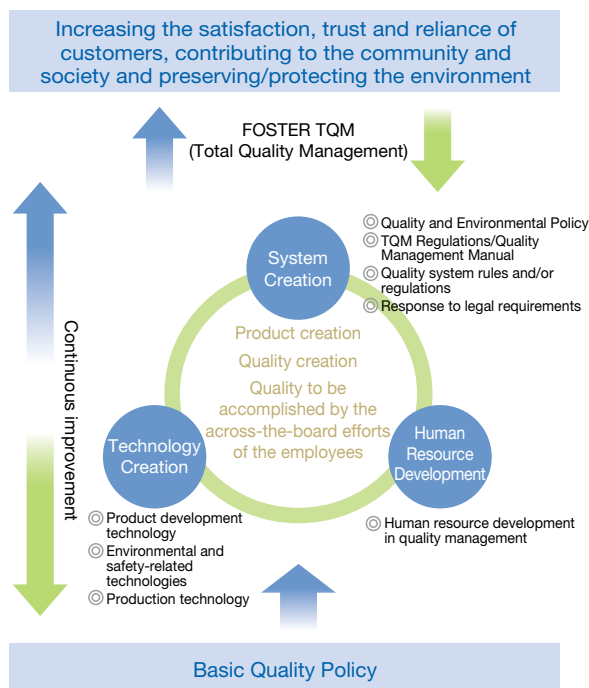 Increasing the satisfaction, trust and reliance of
customers, contributing to the community and
society and preserving/protecting the environment
FOSTER TQM
(Total Quality Management)
Continuous improvement
System
Creation
Quality and Environmental Policy
TQM Regulations/Quality
Management Manual
Quality system rules and/or
regulations
Response to legal requirements
Product creation
Quality creation
Quality to be
accomplished by the
across-the-board efforts
of the employees
Technology
Creation
Product development
technology
Environmental and
safety-related
technologies
Production technology
Human
Resource
Development
Human resource development
in quality management
Basic Quality Policy